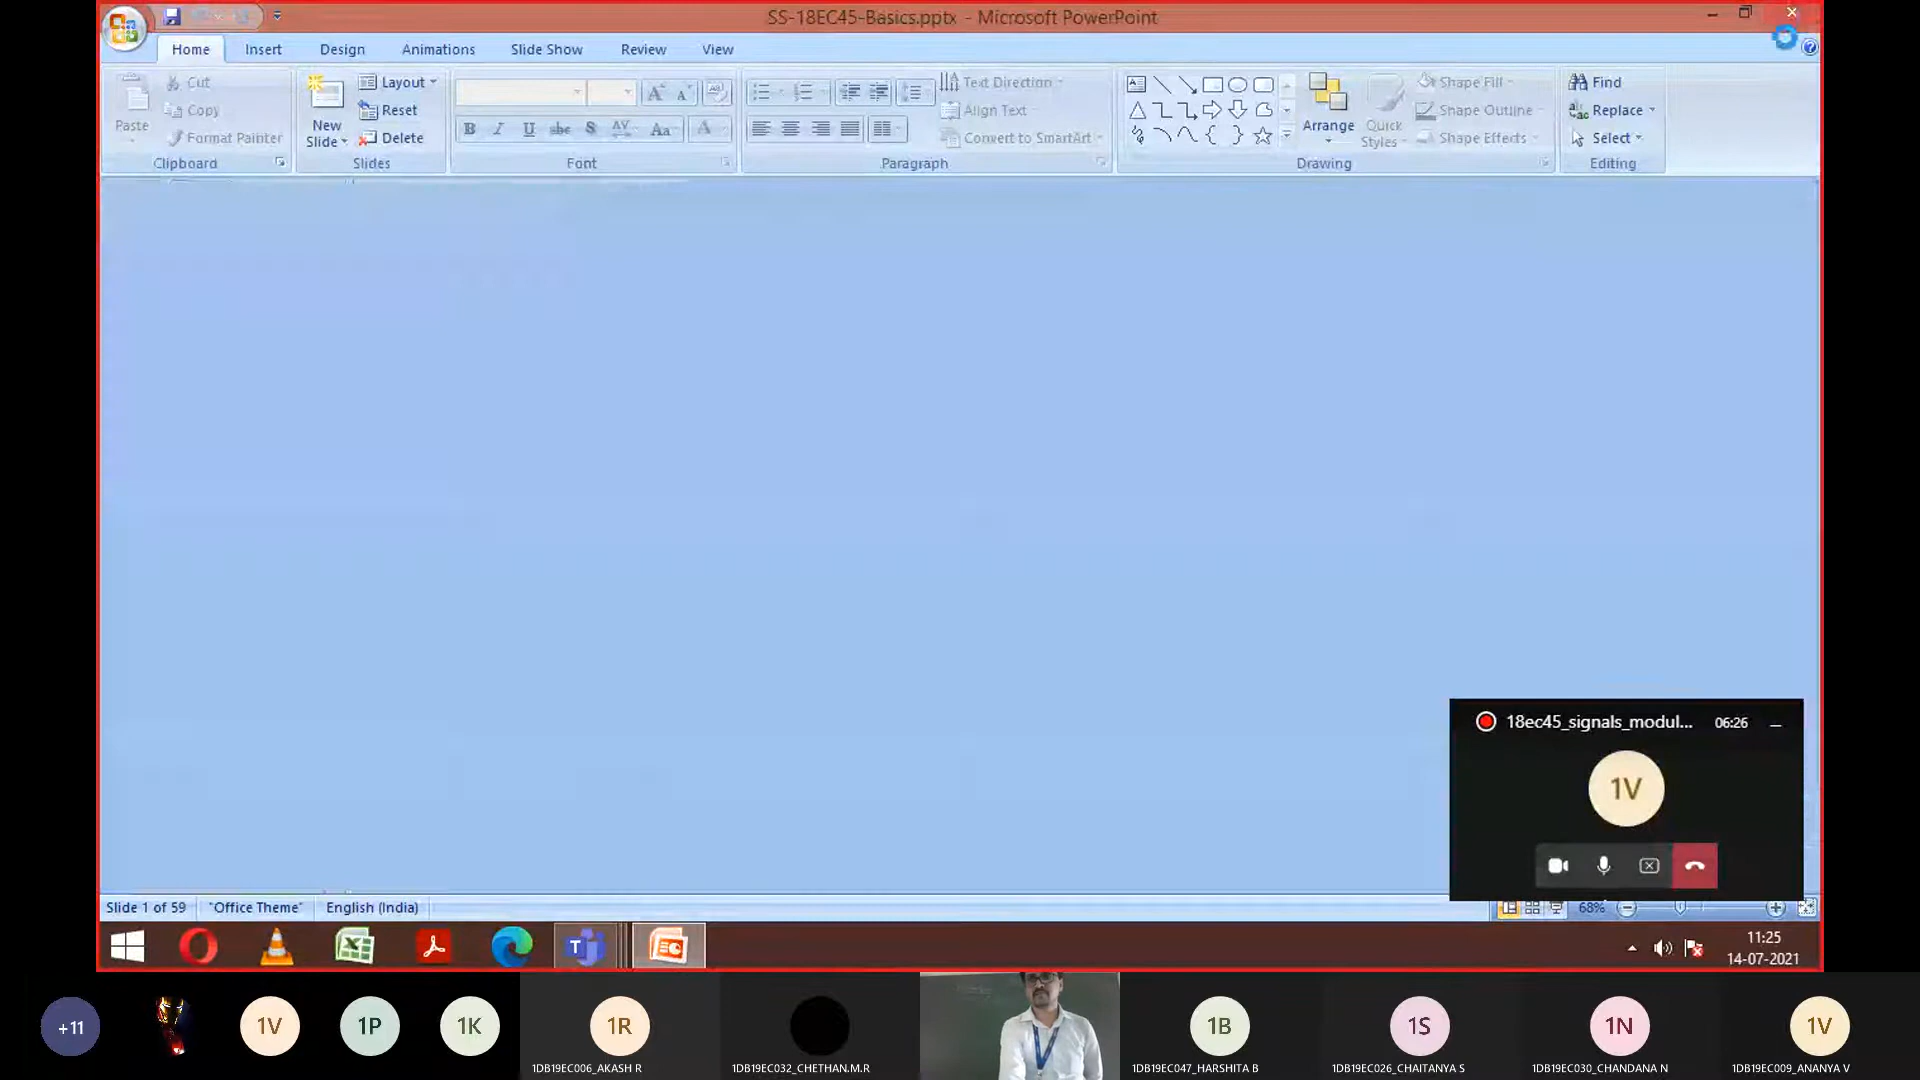 SS-18EC45-Basics.pptx - Microsoft PowerPoint
Home Insert Design Animations Slide Show Review View
Paste
Cut
Copy
Format Painter
Clipboard
New Slide
Layout
Reset
Delete
Slides
B I U abc S AV Aa A
Font
Text Direction
Align Text
Convert to SmartArt
Paragraph
Arrange
Quick Styles
Shape Fill
Shape Outline
Shape Effects
Drawing
Find
Replace
Select
Editing
18ec45_signals_modul... 06:26
1V
Slide 1 of 59 "Office Theme" English (India) 68%
11:25
14-07-2021
+11 1V 1P 1K 1R 1B 1S 1N 1V
1DB19EC006_AKASH R 1DB19EC032_CHETHAN.M.R 1DB19EC047_HARSHITA B 1DB19EC026_CHAITANYA S 1DB19EC030_CHANDANA N 1DB19EC009_ANANYA V